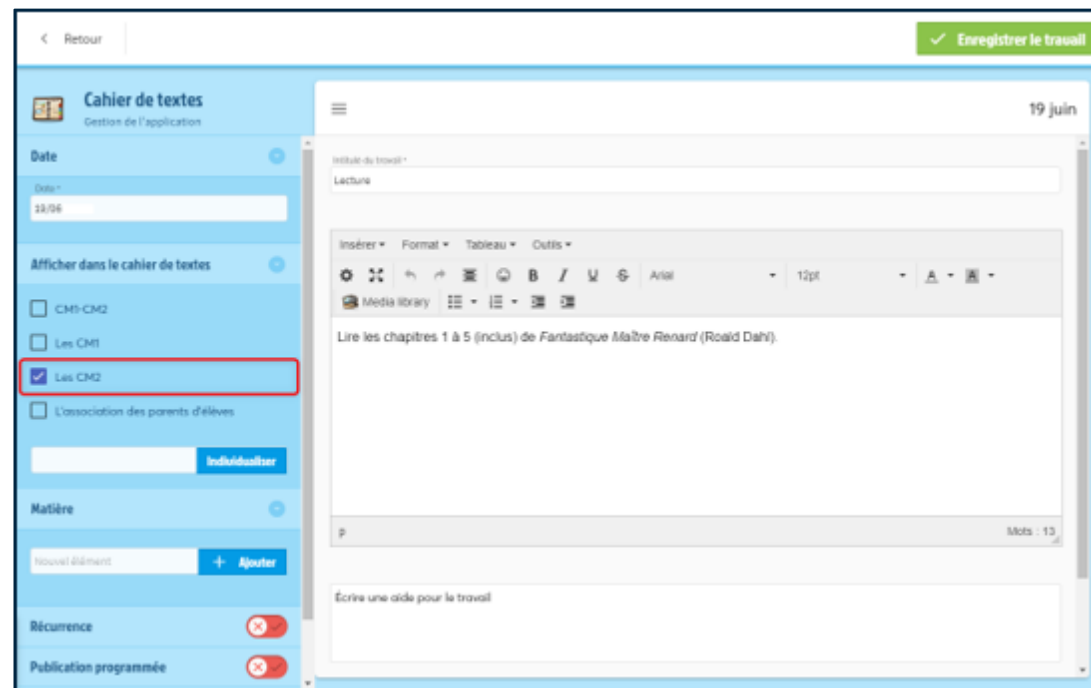 Retour
Enregistrer le travail
Cahier de textes
Gestion de l'application
19 juin
Date
Date *
19/06
Afficher dans le cahier de textes
CM1-CM2
Les CM1
Les CM2
L'association des parents d'élèves
Individualiser
Matière
Nouvel élément
+ Ajouter
Récurrence
Publication programmée
Intitulé du travail *
Lecture
Insérer Format Tableau Outils
B I U S Arial 12pt A A
Media library
Lire les chapitres 1 à 5 (inclus) de Fantastique Maître Renard (Roald Dahl).
p
Mots : 13
Écrire une aide pour le travail